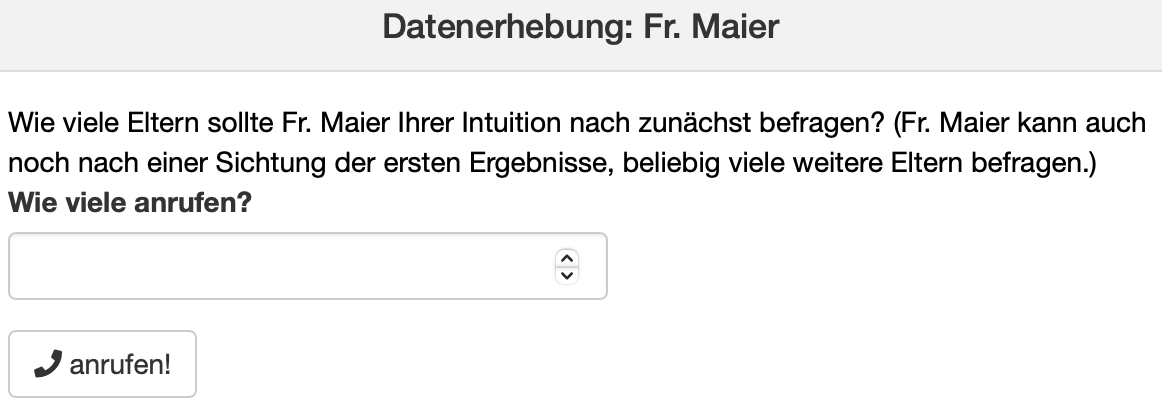 Datenerhebung: Fr. Maier
Wie viele Eltern sollte Fr. Maier Ihrer Intuition nach zunächst befragen? (Fr. Maier kann auch
noch nach einer Sichtung der ersten Ergebnisse, beliebig viele weitere Eltern befragen.)
Wie viele anrufen?
anrufen!